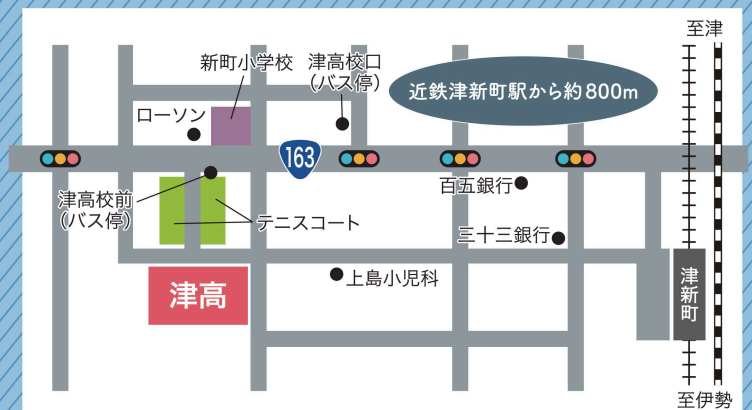 至津
新町小学校
津高校口
(バス停)
近鉄津新町駅から約800m
ローソン
163
津高校前
(バス停)
百五銀行
テニスコート
三十三銀行
津高
上島小児科
津新町
至伊勢